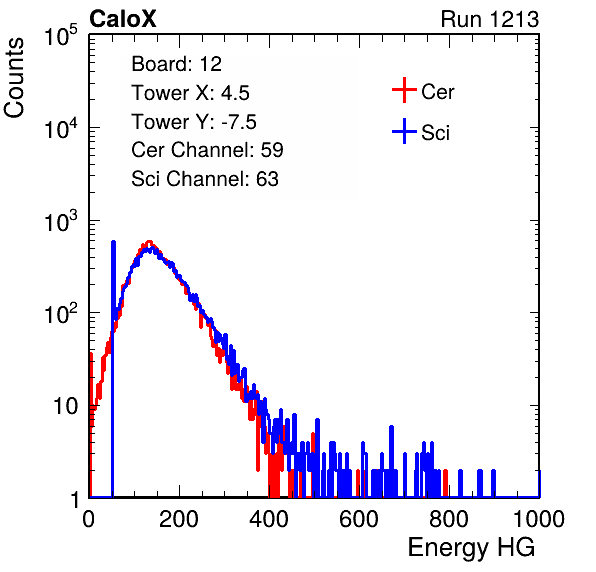 CaloX Run 1213
Counts
Board: 12
Tower X: 4.5
Tower Y: -7.5
Cer Channel: 59
Sci Channel: 63
Cer
Sci
10^5
10^4
10^3
10^2
10
1
0 200 400 600 800 1000
Energy HG